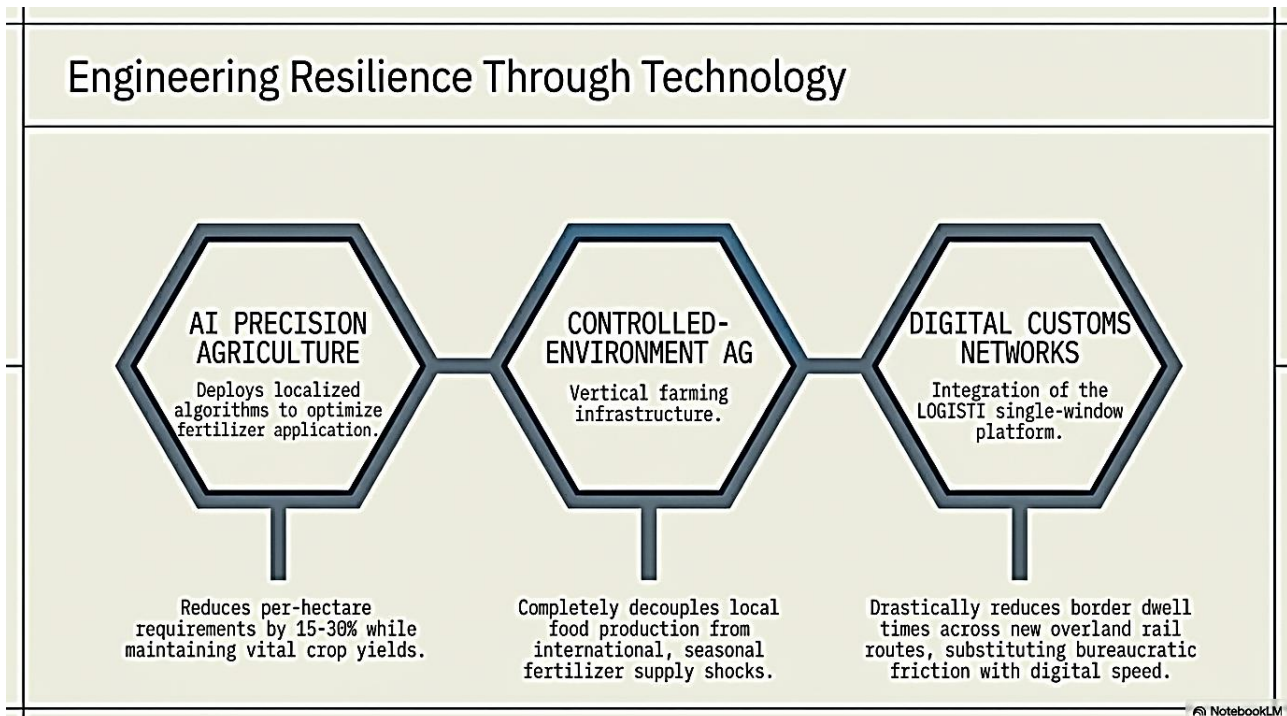 Engineering Resilience Through Technology
AI PRECISION
AGRICULTURE
Deploys localized
algorithms to optimize
fertilizer application.
Reduces per-hectare
requirements by 15-30% while
maintaining vital crop yields.
CONTROLLED-
ENVIRONMENT AG
Vertical farming
infrastructure.
Completely decouples local
food production from
international, seasonal
fertilizer supply shocks.
DIGITAL CUSTOMS
NETWORKS
Integration of the
LOGISTI single-window
platform.
Drastically reduces border dwell
times across new overland rail
routes, substituting bureaucratic
friction with digital speed.
NotebookLM